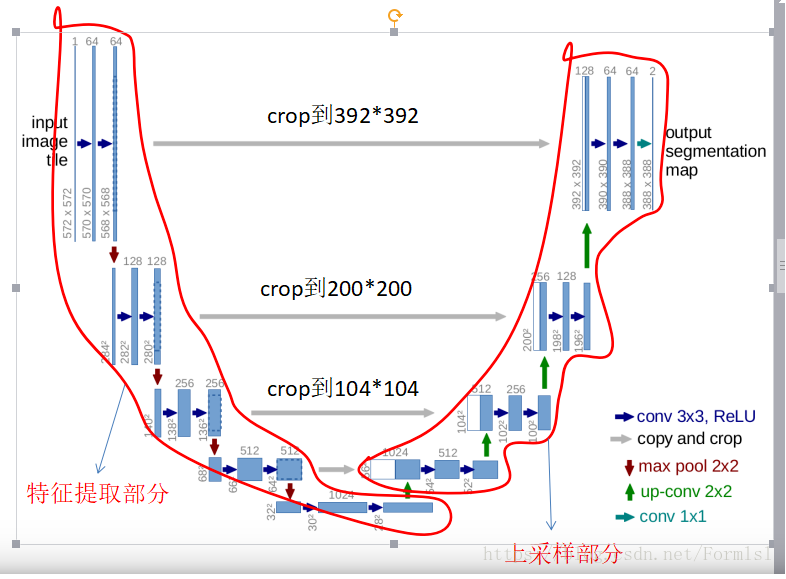 1 64 64
128 64 64 2
crop到392*392
input
image
tile
output
segmentation
map
572 x 572
570 x 570
568 x 568
392 x 392
390 x 390
388 x 388
388 x 388
128 128
256 128
crop到200*200
284²
282²
280²
200²
198²
196²
256 256
512 256
crop到104*104
140²
138²
136²
104²
102²
100²
512 512
1024 512
68²
66²
64²
56²
54²
52²
1024
32²
30²
28²
conv 3x3, ReLU
copy and crop
max pool 2x2
up-conv 2x2
conv 1x1
特征提取部分
上采样部分